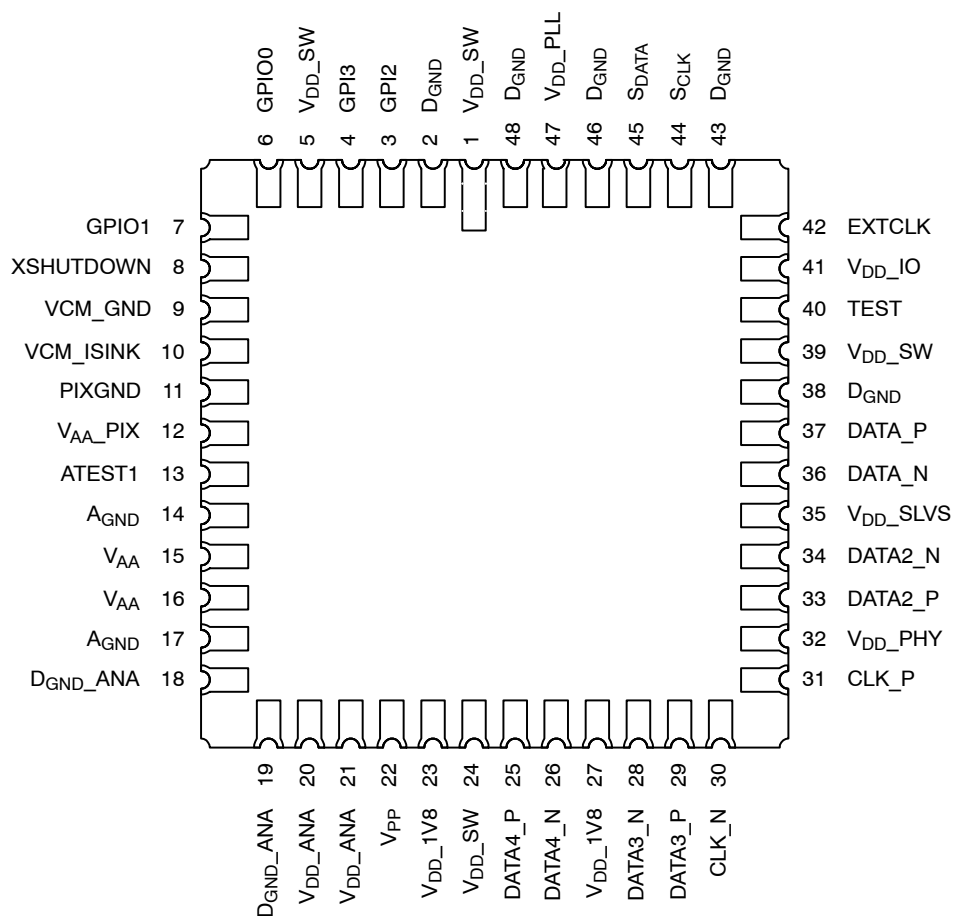 GPIO0
VDD_SW
GPI3
GPI2
DGND
VDD_SW
DGND
VDD_PLL
DGND
SDATA
SCLK
DGND
6 5 4 3 2 1 48 47 46 45 44 43
GPIO1 7
XSHUTDOWN 8
VCM_GND 9
VCM_ISINK 10
PIXGND 11
VAA_PIX 12
ATEST1 13
AGND 14
VAA 15
VAA 16
AGND 17
DGND_ANA 18
42 EXTCLK
41 VDD_IO
40 TEST
39 VDD_SW
38 DGND
37 DATA_P
36 DATA_N
35 VDD_SLVS
34 DATA2_N
33 DATA2_P
32 VDD_PHY
31 CLK_P
19 20 21 22 23 24 25 26 27 28 29 30
DGND_ANA
VDD_ANA
VDD_ANA
VPP
VDD_1V8
VDD_SW
DATA4_P
DATA4_N
VDD_1V8
DATA3_N
DATA3_P
CLK_N